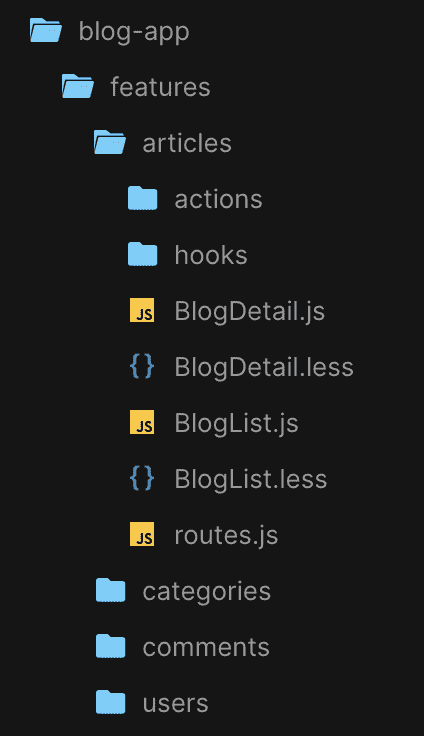 blog-app
features
articles
actions
hooks
JS BlogDetail.js
{} BlogDetail.less
JS BlogList.js
{} BlogList.less
JS routes.js
categories
comments
users